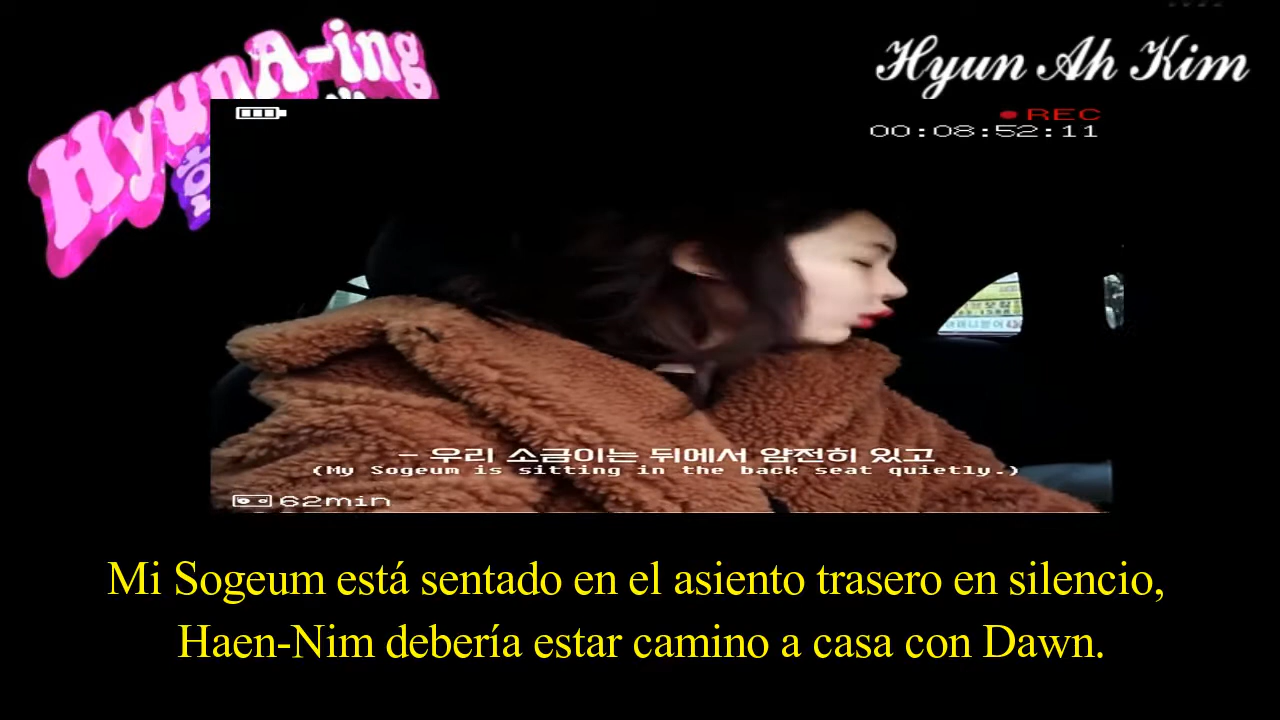 HyunA-ing
Hyun Ah Kim
REC
00:08:52:11
- 우리 소금이는 뒤에서 얌전히 있고
(My Sogeum is sitting in the back seat quietly.)
62min
Mi Sogeum está sentado en el asiento trasero en silencio,
Haen-Nim debería estar camino a casa con Dawn.